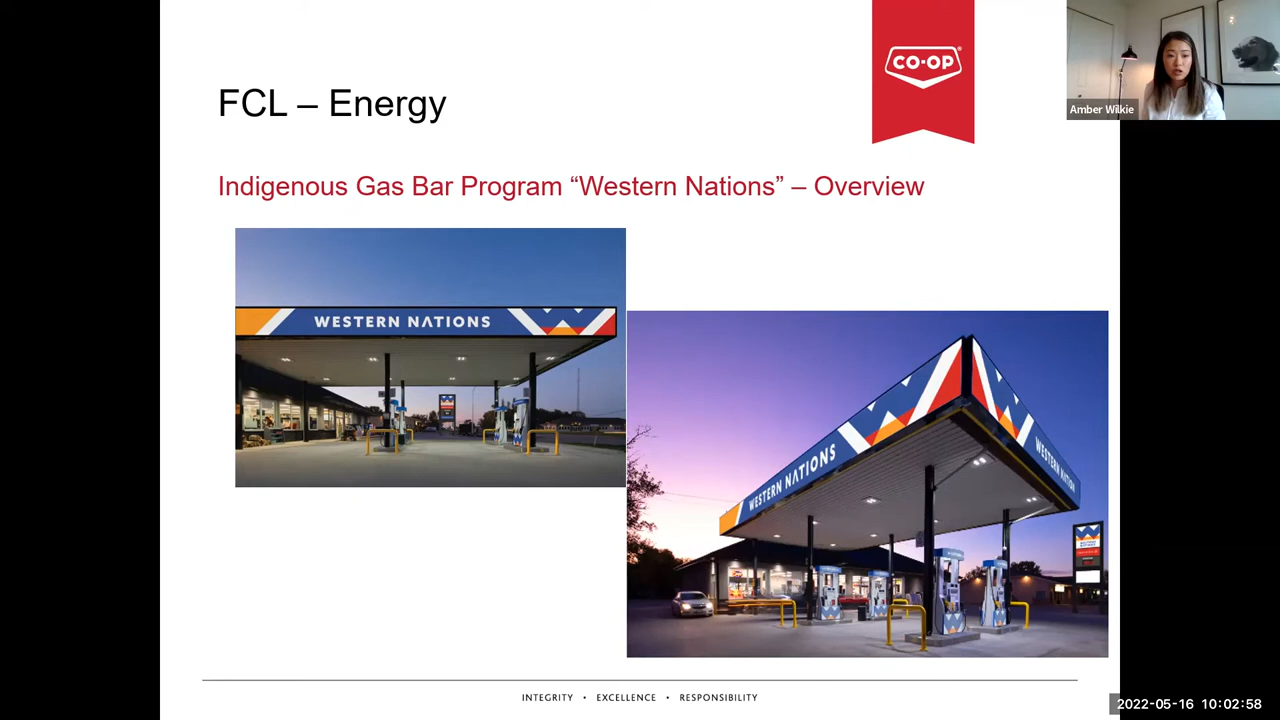 CO-OP®
Amber Wilkie
FCL – Energy
Indigenous Gas Bar Program “Western Nations” – Overview
WESTERN NATIONS
WESTERN NATIONS
WESTERN NATION
INTEGRITY • EXCELLENCE • RESPONSIBILITY
2022-05-16 10:02:58